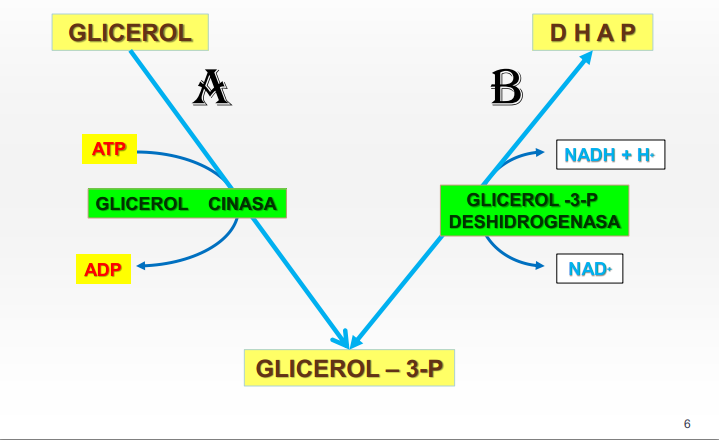 GLICEROL
D H A P
A
B
ATP
NADH + H+
GLICEROL CINASA
GLICEROL -3-P
DESHIDROGENASA
ADP
NAD+
GLICEROL – 3-P
6